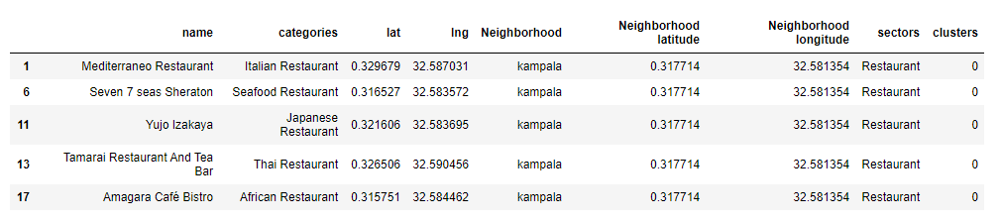 name categories lat lng Neighborhood Neighborhood latitude Neighborhood longitude sectors clusters
1 Mediterraneo Restaurant Italian Restaurant 0.329679 32.587031 kampala 0.317714 32.581354 Restaurant 0
6 Seven 7 seas Sheraton Seafood Restaurant 0.316527 32.583572 kampala 0.317714 32.581354 Restaurant 0
11 Yujo Izakaya Japanese Restaurant 0.321606 32.583695 kampala 0.317714 32.581354 Restaurant 0
13 Tamarai Restaurant And Tea Bar Thai Restaurant 0.326506 32.590456 kampala 0.317714 32.581354 Restaurant 0
17 Amagara Café Bistro African Restaurant 0.315751 32.584462 kampala 0.317714 32.581354 Restaurant 0